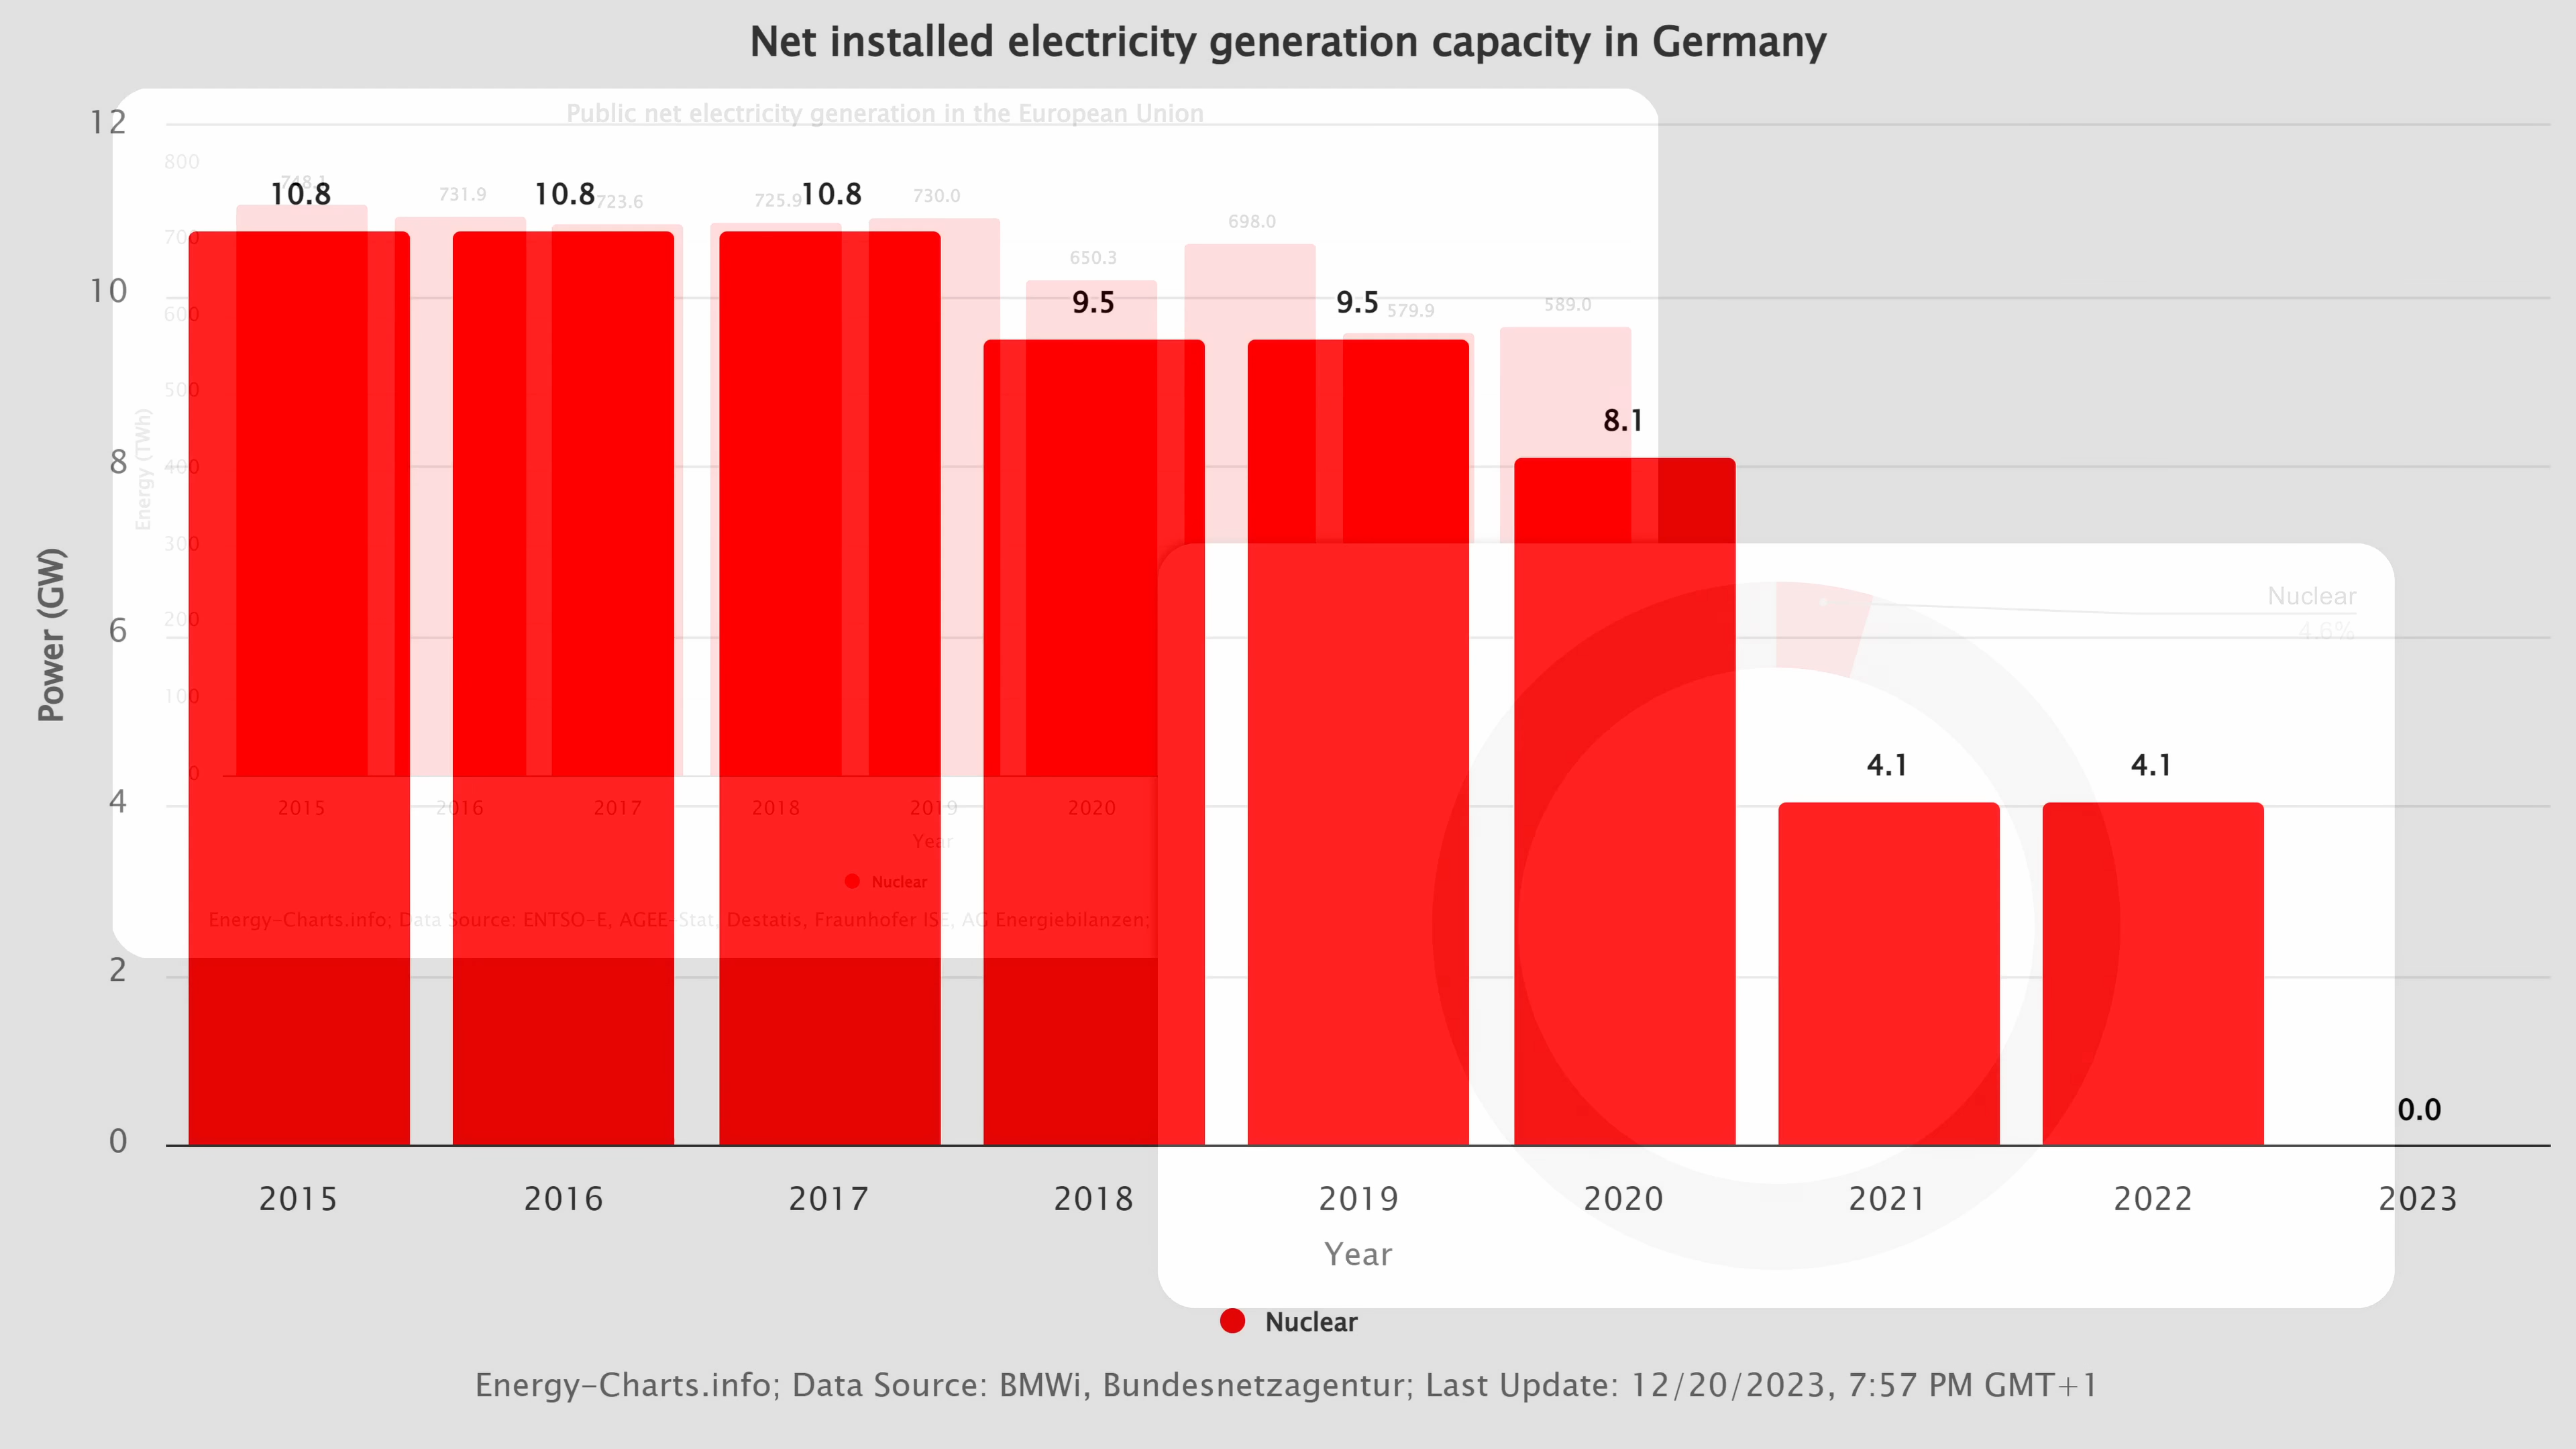 Net installed electricity generation capacity in Germany
Public net electricity generation in the European Union
12
10
8
6
4
2
0
Power (GW)
10.8
10.8
10.8
9.5
9.5
8.1
4.1
4.1
0.0
2015 2016 2017 2018 2019 2020 2021 2022 2023
Year
Nuclear
Energy-Charts.info; Data Source: BMWi, Bundesnetzagentur; Last Update: 12/20/2023, 7:57 PM GMT+1
800
700
600
500
400
300
200
100
0
Energy (TWh)
748.1
731.9
723.6
725.9
730.0
650.3
698.0
579.9
589.0
2015 2016 2017 2018 2019 2020
Year
Nuclear
Energy-Charts.info; Data Source: ENTSO-E, AGEE-Stat, Destatis, Fraunhofer ISE, AG Energiebilanzen;
Nuclear
4.6%